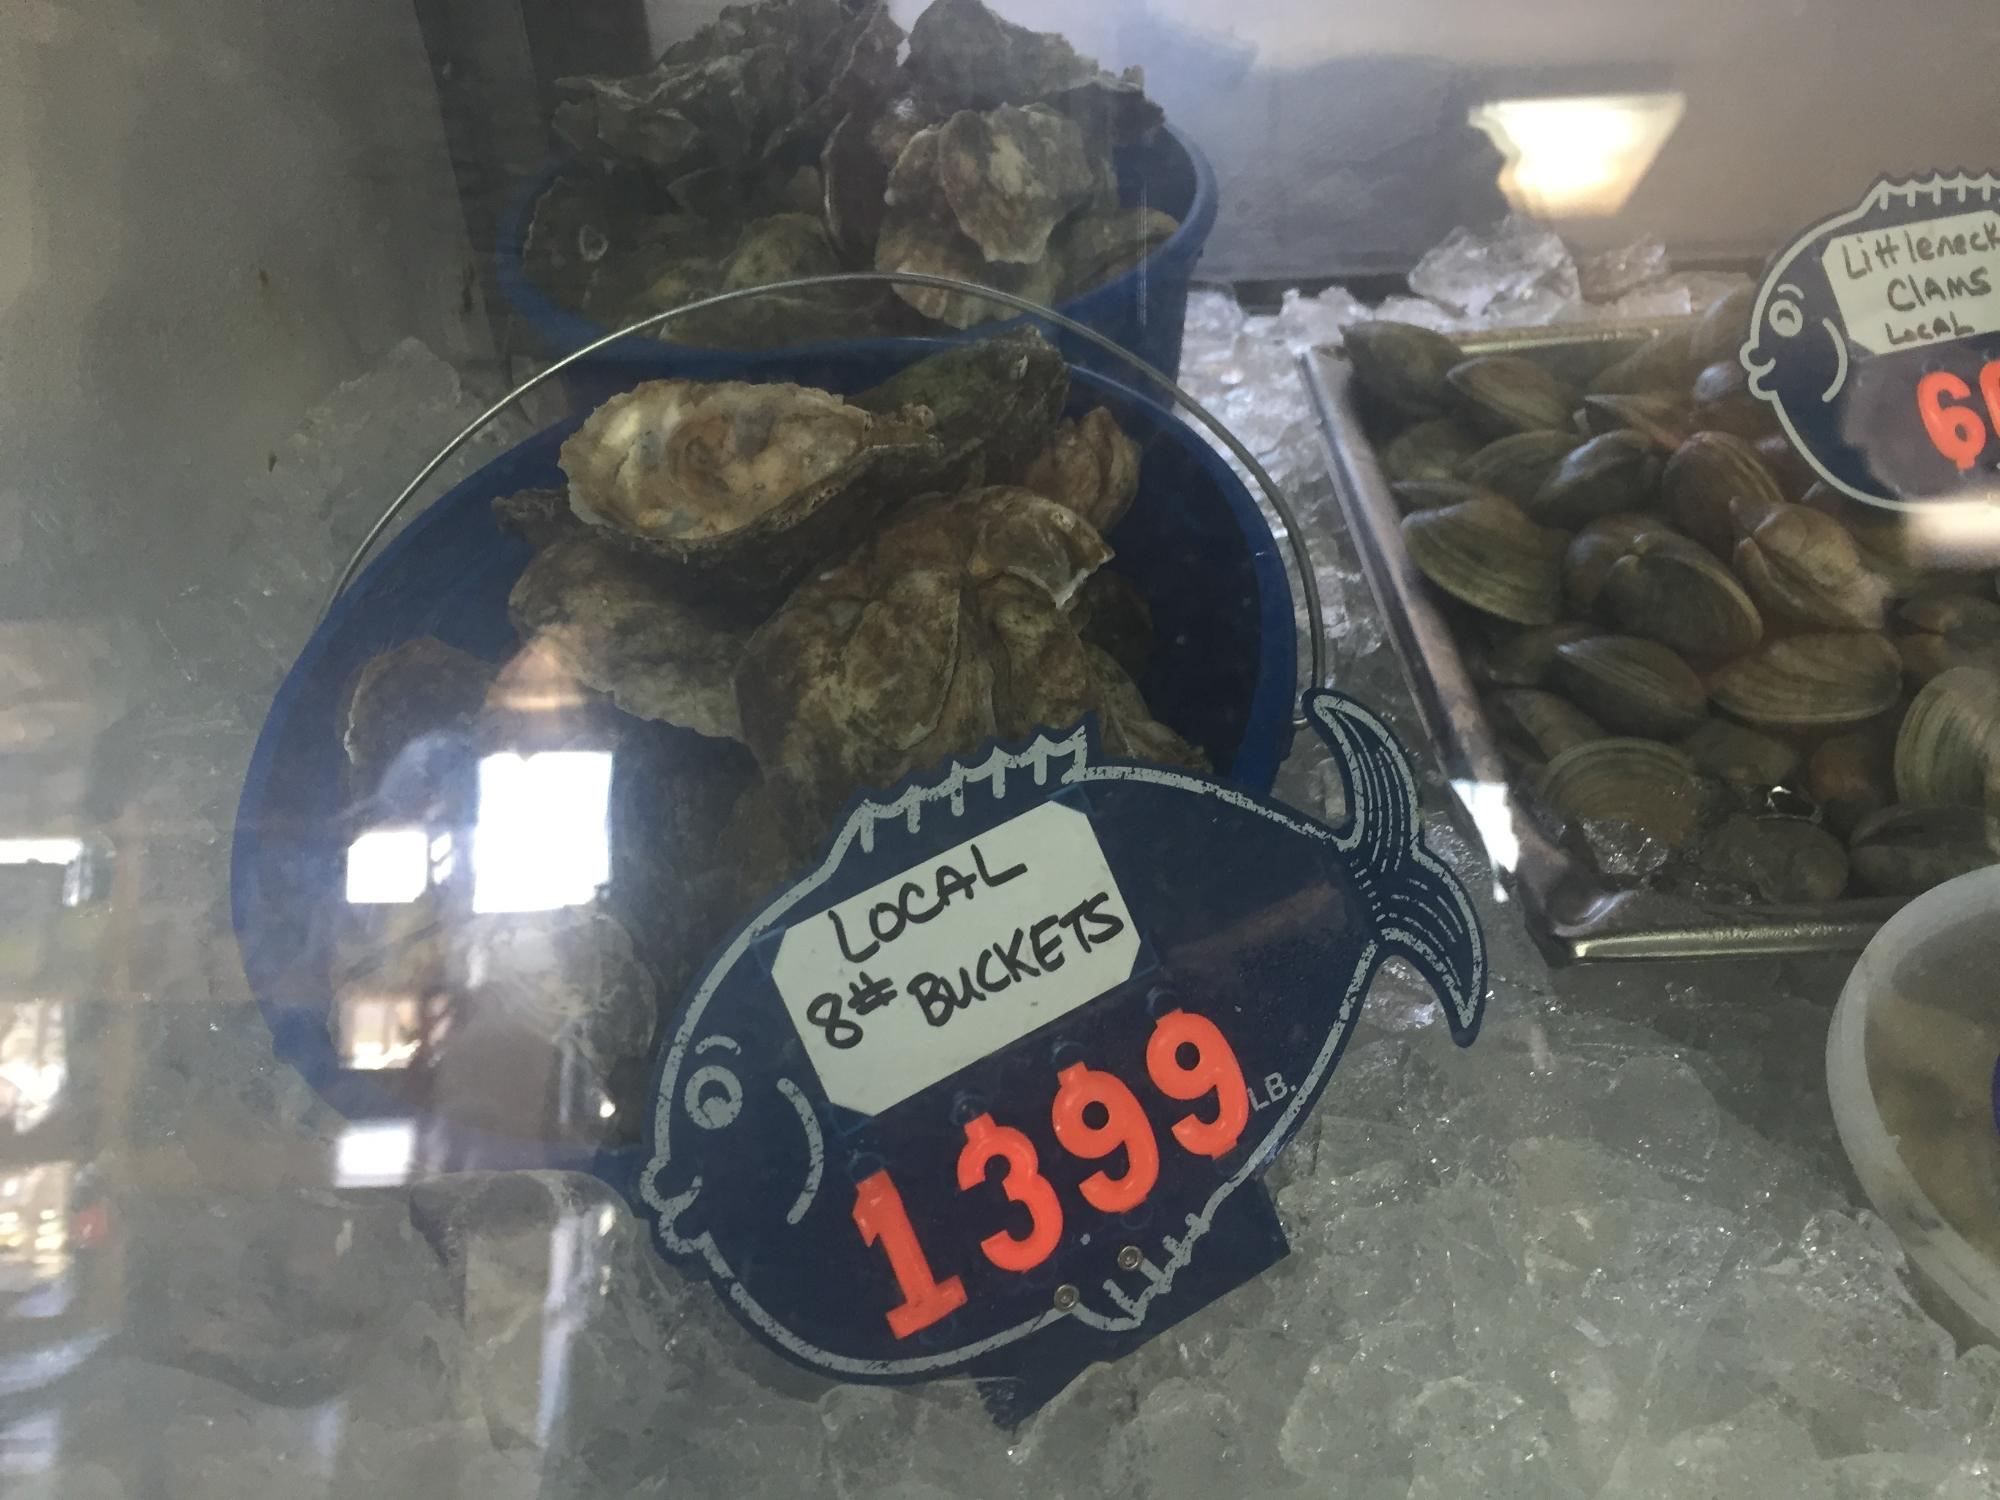 LOCAL
8# BUCKETS
1399
LB.
Littleneck
CLAMS
LOCAL